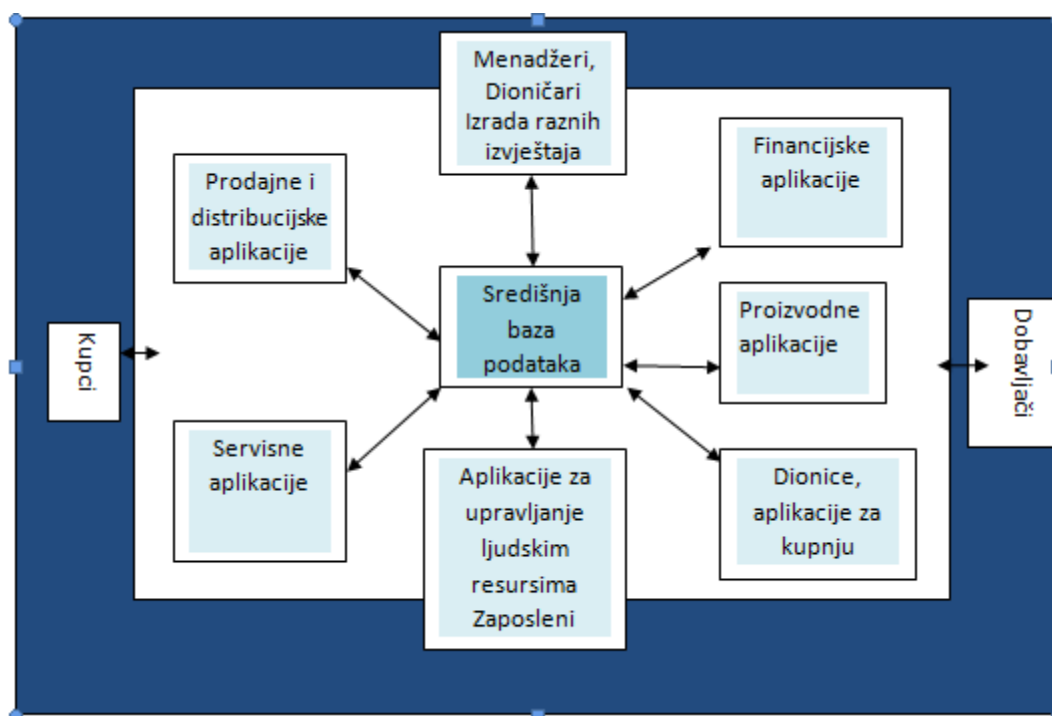 Menadžeri,
Dioničari
Izrada raznih
izvještaja
Prodajne i
distribucijske
aplikacije
Financijske
aplikacije
Središnja
baza
podataka
Proizvodne
aplikacije
Kupci
Dobavljači
Servisne
aplikacije
Aplikacije za
upravljanje
ljudskim
resursima
Zaposleni
Dionice,
aplikacije za
kupnju